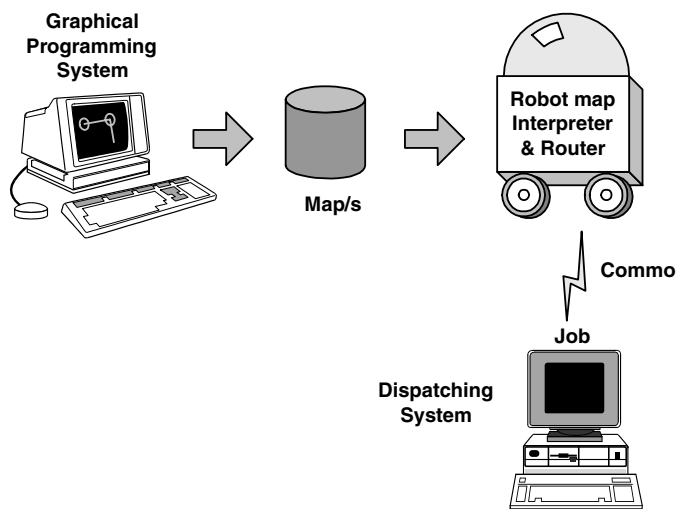 Graphical
Programming
System
Robot map
Interpreter
& Router
Map/s
Commo
Job
Dispatching
System